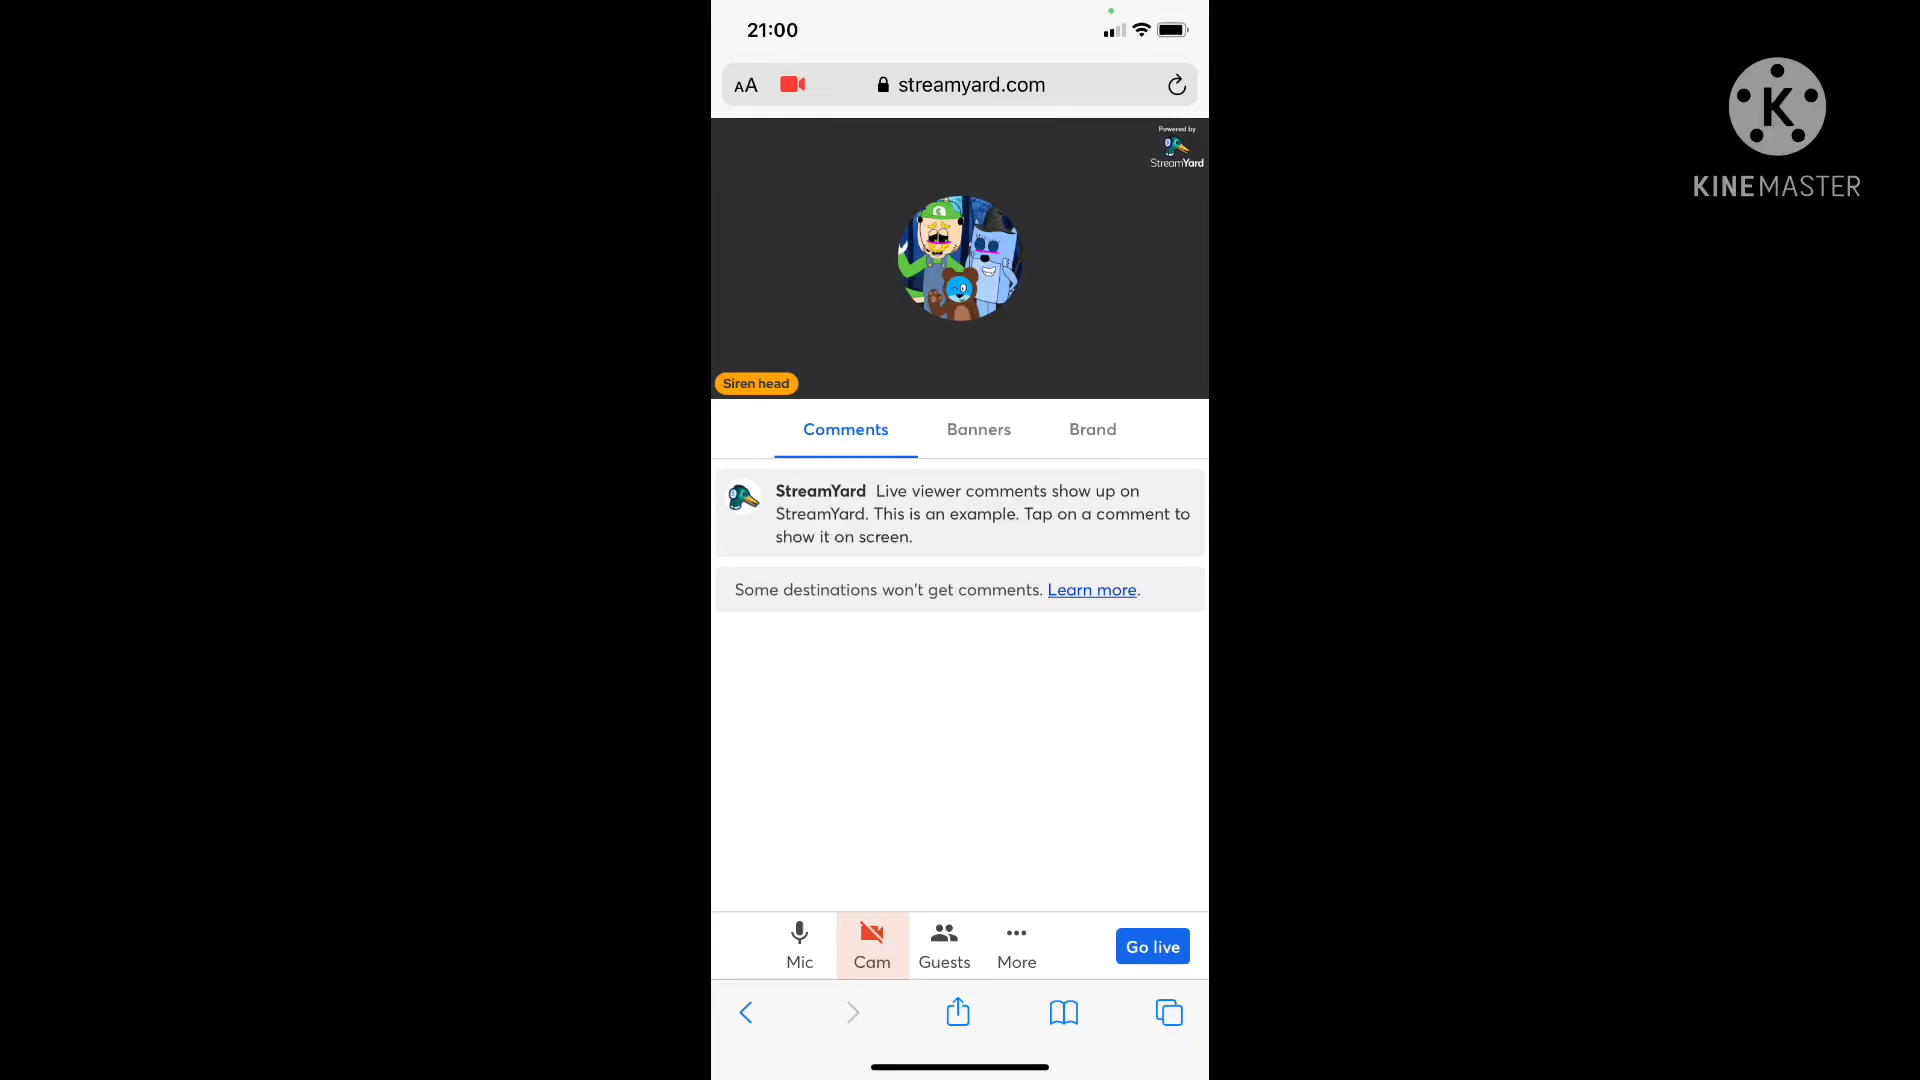 21:00
AA
streamyard.com
Powered by
StreamYard
K
KINEMASTER
Siren head
Comments
Banners
Brand
StreamYard Live viewer comments show up on
StreamYard. This is an example. Tap on a comment to
show it on screen.
Some destinations won't get comments. Learn more.
Mic
Cam
Guests
More
Go live